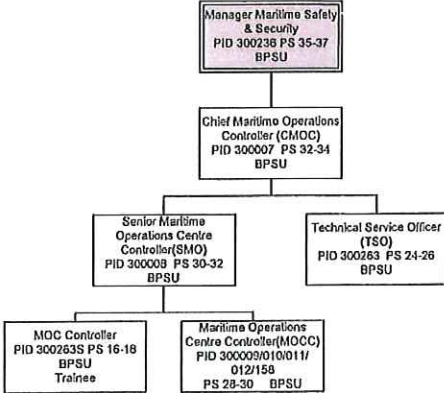 Manager Maritime Safety
& Security
PID 300236 PS 35-37
BPSU
Chief Maritime Operations
Controller (CMOC)
PID 300007 PS 32-34
BPSU
Senior Maritime
Operations Centre
Controller(SMO)
PID 300008 PS 30-32
BPSU
Technical Service Officer
(TSO)
PID 300263 PS 24-26
BPSU
MOC Controller
PID 300263S PS 16-18
BPSU
Trainee
Maritime Operations
Centre Controller(MOCC)
PID 300009/010/011/
012/158
PS 28-30 BPSU